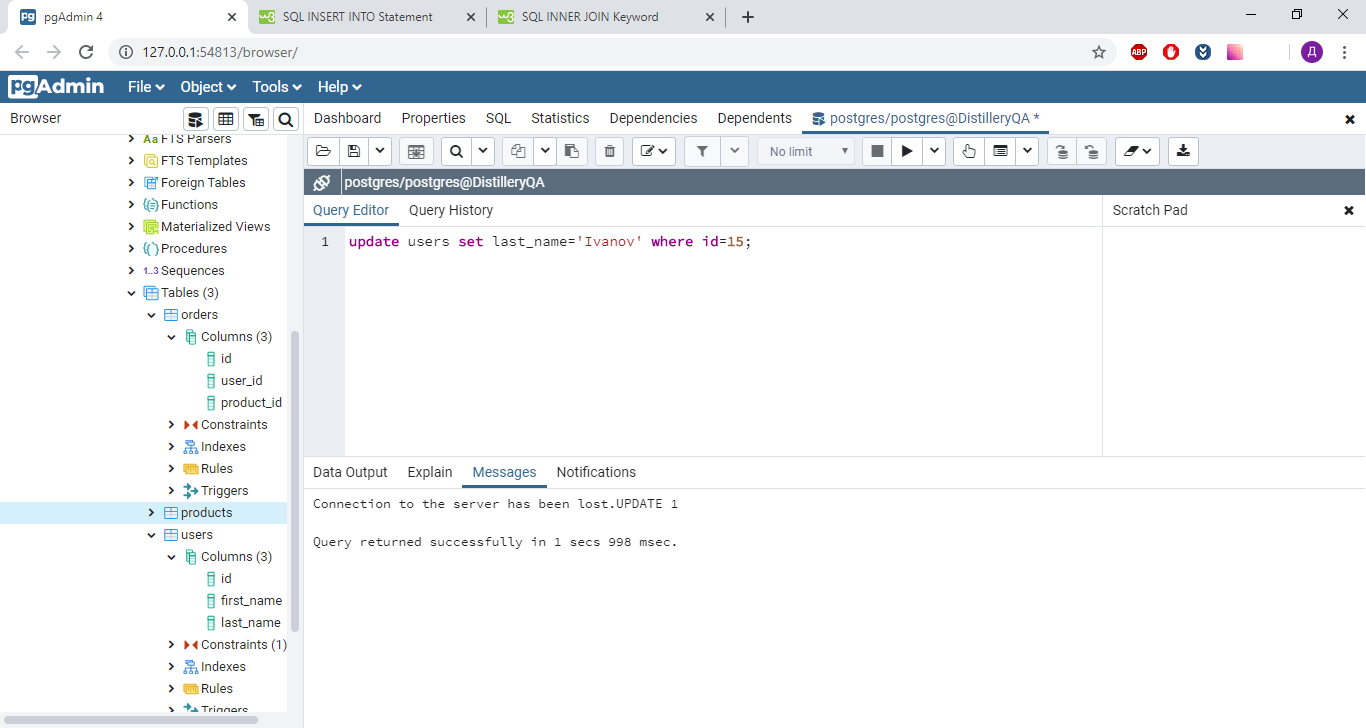 pgAdmin 4
SQL INSERT INTO Statement
SQL INNER JOIN Keyword
127.0.0.1:54813/browser/
ABP
Д
pgAdmin File Object Tools Help
Browser
Dashboard Properties SQL Statistics Dependencies Dependents postgres/postgres@DistilleryQA *
No limit
postgres/postgres@DistilleryQA
Query Editor Query History
Scratch Pad
1 update users set last_name='Ivanov' where id=15;
Aa FTS Parsers
FTS Templates
Foreign Tables
Functions
Materialized Views
Procedures
1..3 Sequences
Tables (3)
orders
Columns (3)
id
user_id
product_id
Constraints
Indexes
Rules
Triggers
products
users
Columns (3)
id
first_name
last_name
Constraints (1)
Indexes
Rules
Triggers
Data Output Explain Messages Notifications
Connection to the server has been lost.UPDATE 1
Query returned successfully in 1 secs 998 msec.